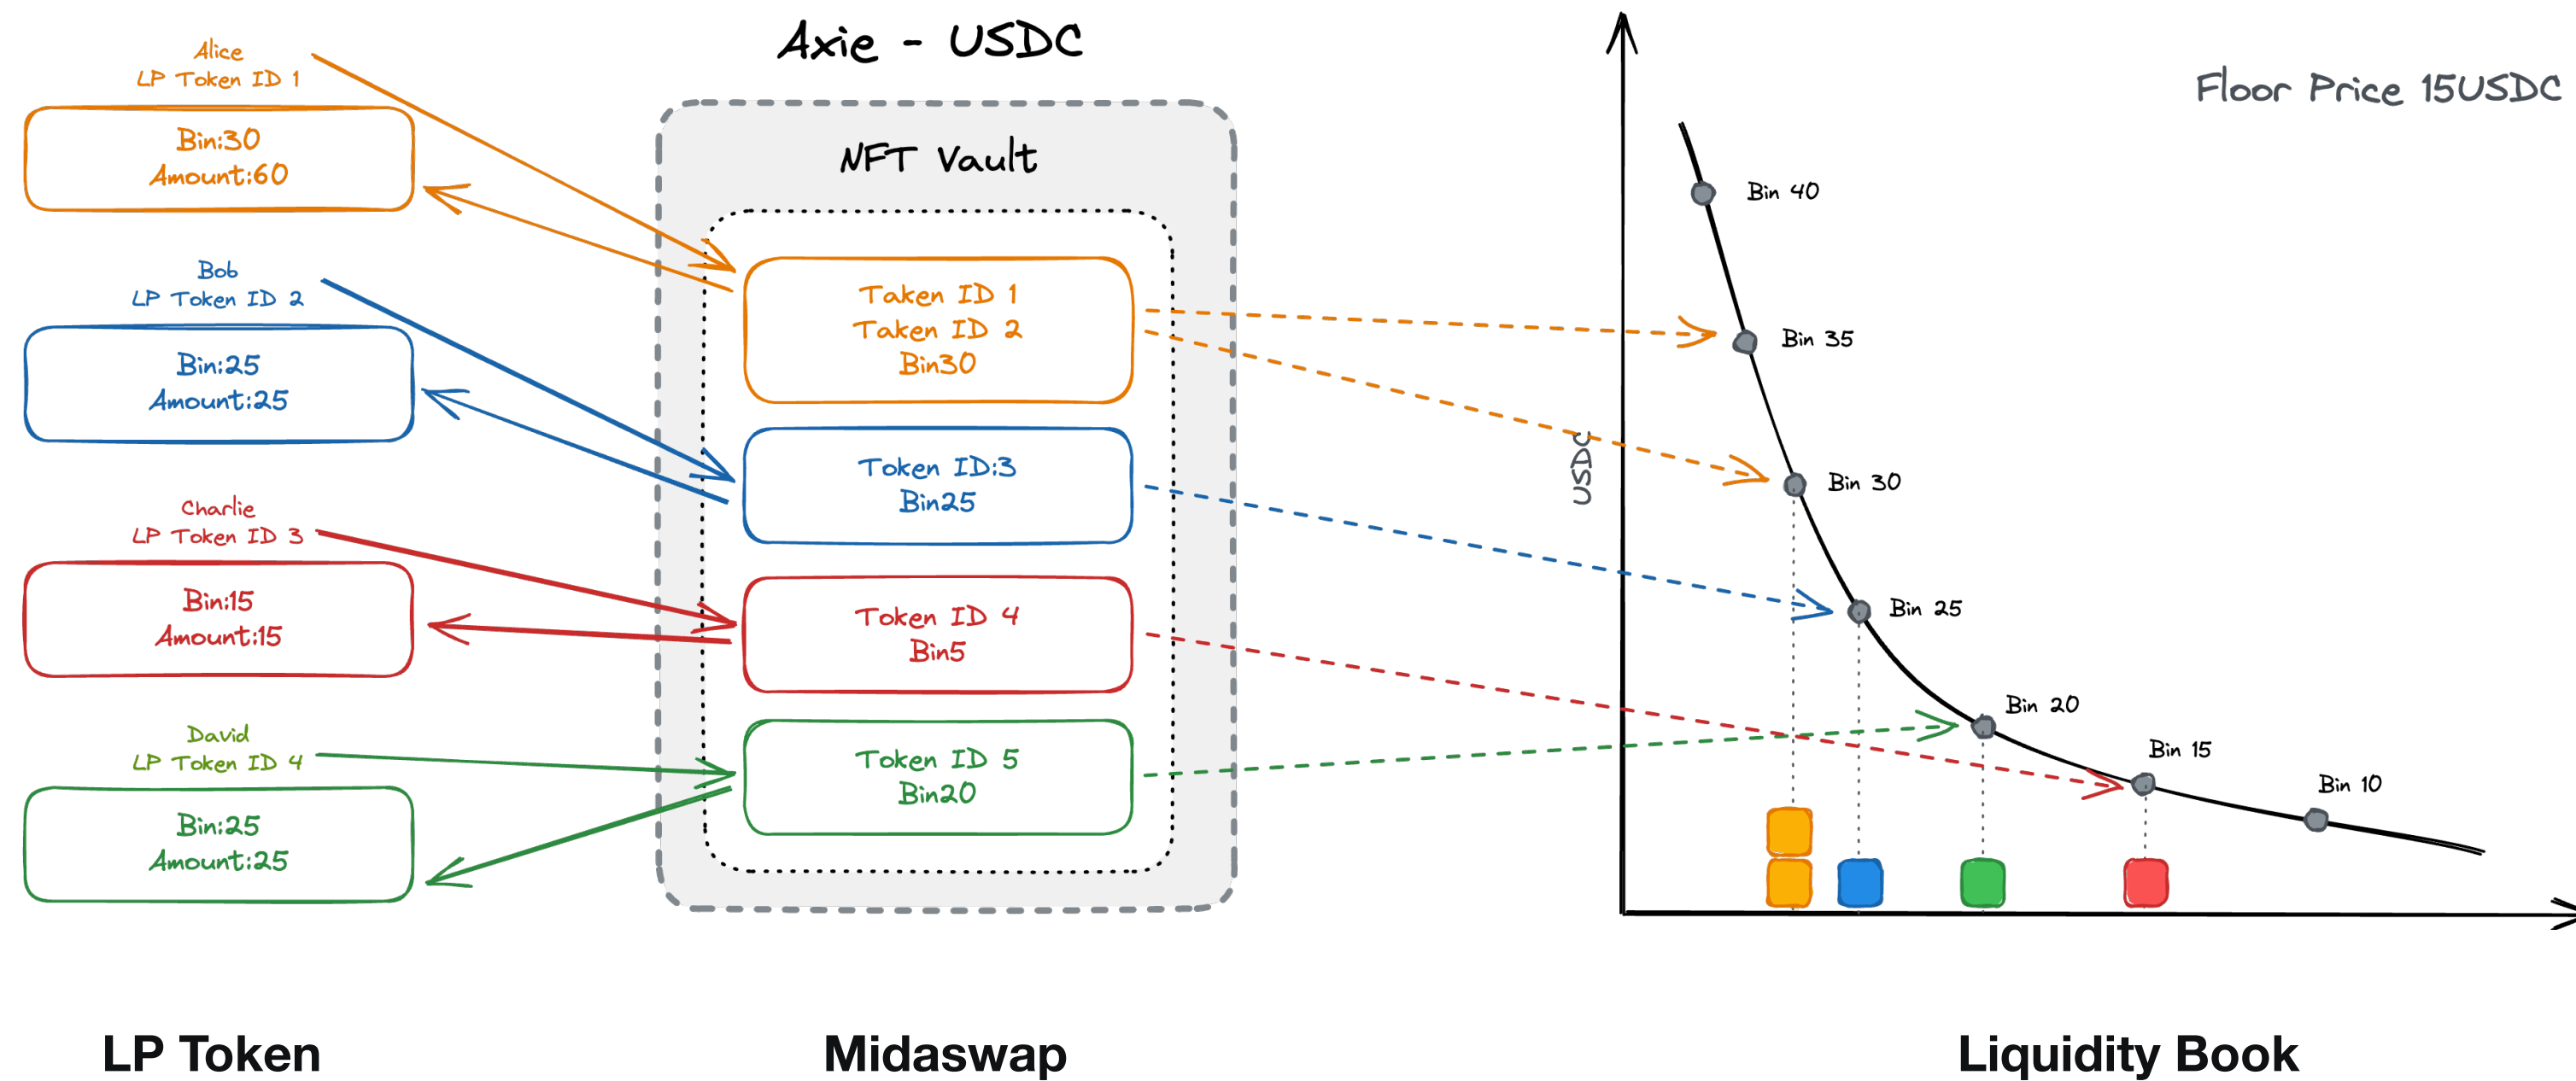 Axie - USDC
Alice
LP Token ID 1
Bin:30
Amount:60
Bob
LP Token ID 2
Bin:25
Amount:25
Charlie
LP Token ID 3
Bin:15
Amount:15
David
LP Token ID 4
Bin:25
Amount:25
NFT Vault
Taken ID 1
Taken ID 2
Bin30
Token ID:3
Bin25
Token ID 4
Bin5
Token ID 5
Bin20
Floor Price 15USDC
USDC
Bin 40
Bin 35
Bin 30
Bin 25
Bin 20
Bin 15
Bin 10
LP Token
Midaswap
Liquidity Book